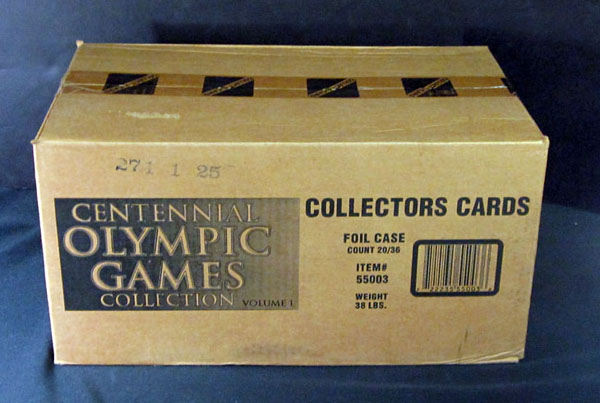 271 1 25
CENTENNIAL
OLYMPIC
GAMES
COLLECTION VOLUME 1
COLLECTORS CARDS
FOIL CASE
COUNT 20/36
ITEM#
55003
WEIGHT
38 LBS.